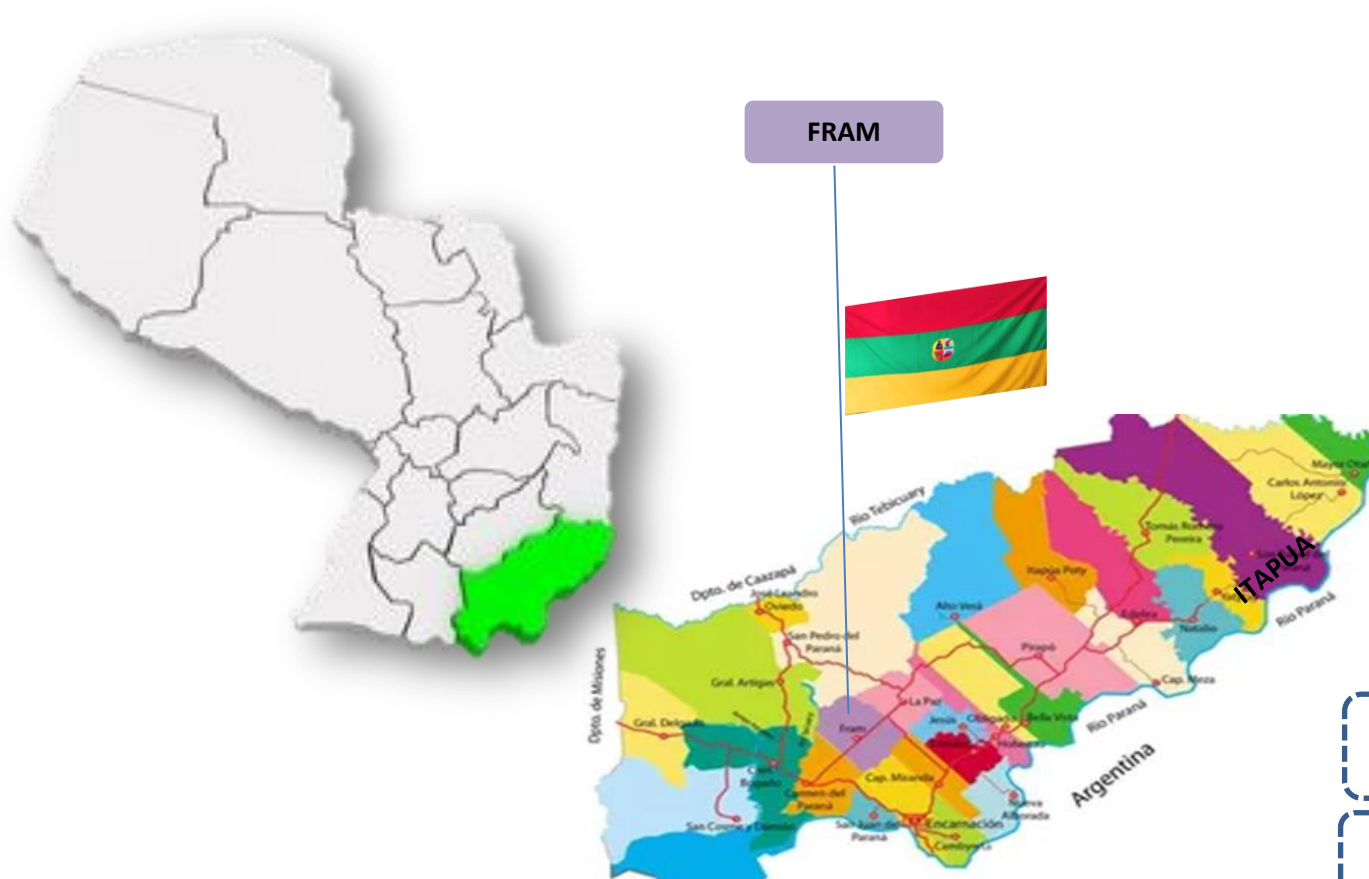 FRAM
Mayor Otaño
Carlos Antonio
López
Rio Tebicuary
Tomás Romero
Pereira
ITAPUA
Itapúa Poty
Dpto. de Caazapá
José Leandro
Oviedo
Alto Verá
Edelira
Natalio
Rio Paraná
San Pedro del
Paraná
Pirapó
Gral. Artigas
Cap. Meza
Dpto. de Misiones
La Paz
Gral. Delgado
Fram
Jesús
Obligado
Bella Vista
Rio Paraná
Hohenau
Argentina
Cap. Miranda
Carmen del
Paraná
Nueva
Alborada
San Cosme y Damián
San Juan del
Paraná
Encarnación
Cambyretá